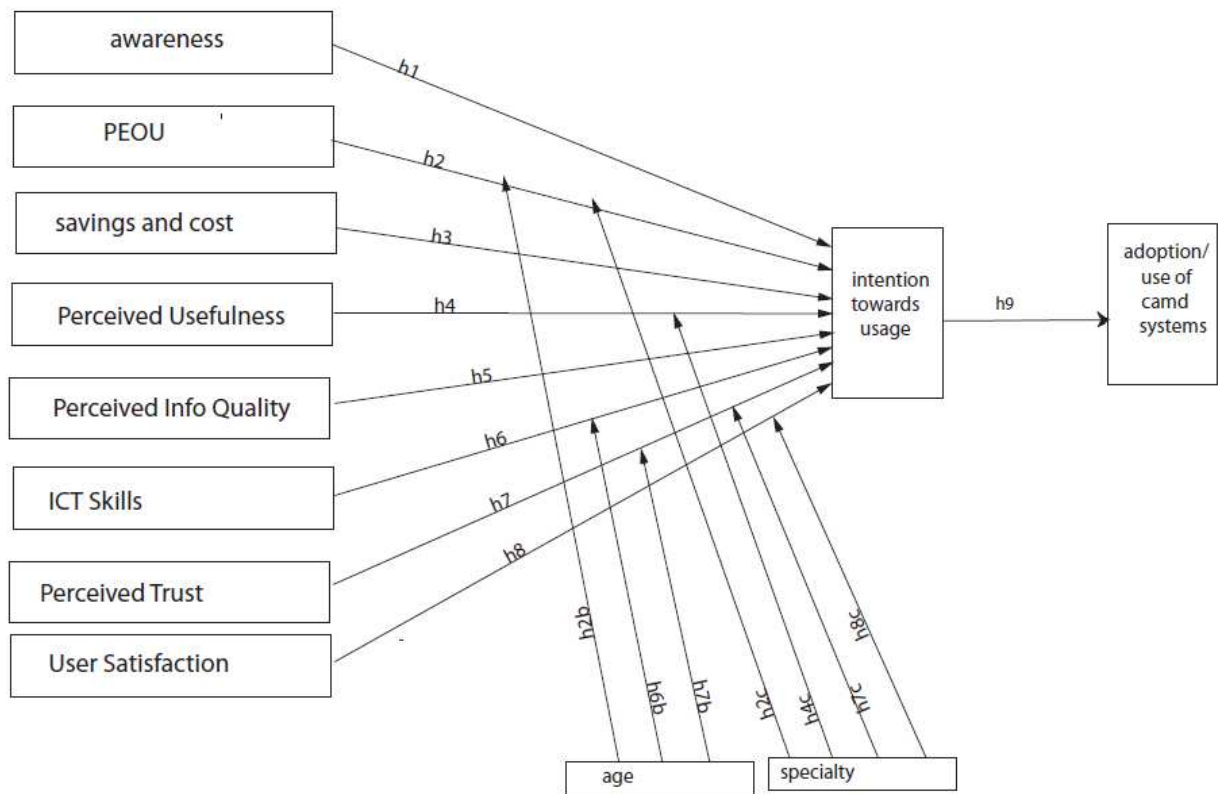 awareness
h1
PEOU
h2
savings and cost
h3
Perceived Usefulness
h4
Perceived Info Quality
h5
ICT Skills
h6
Perceived Trust
h7
User Satisfaction
h8
intention
towards
usage
h9
adoption/
use of
camd
systems
h2b
h6b
h7b
h2c
h4c
h7c
h8c
age
specialty